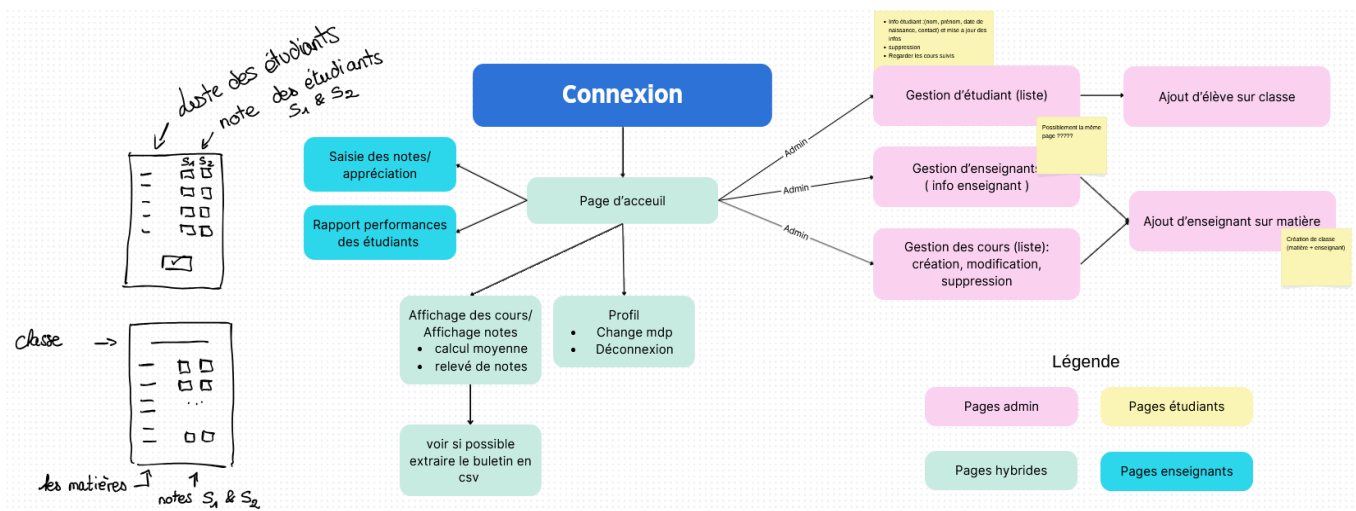 Liste des étudiants
note des étudiants
S1 & S2
S1 S2
classe
les matières
notes S1 & S2
Connexion
Saisie des notes/
appréciation
Rapport performances
des étudiants
Page d'acceuil
Affichage des cours/
Affichage notes
• calcul moyenne
• relevé de notes
voir si possible
extraire le buletin en
csv
Profil
• Change mdp
• Déconnexion
Admin
Admin
Admin
• Info étudiant :(nom, prénom, date de
naissance, contact) et mise a jour des
infos
• suppression
• Regarder les cours suivis
Gestion d'étudiant (liste)
Ajout d'élève sur classe
Possiblement la même
page ?????
Gestion d'enseignant:
( info enseignant )
Ajout d'enseignant sur matière
Création de classe
(matière + enseignant)
Gestion des cours (liste):
création, modification,
suppression
Légende
Pages admin
Pages étudiants
Pages hybrides
Pages enseignants